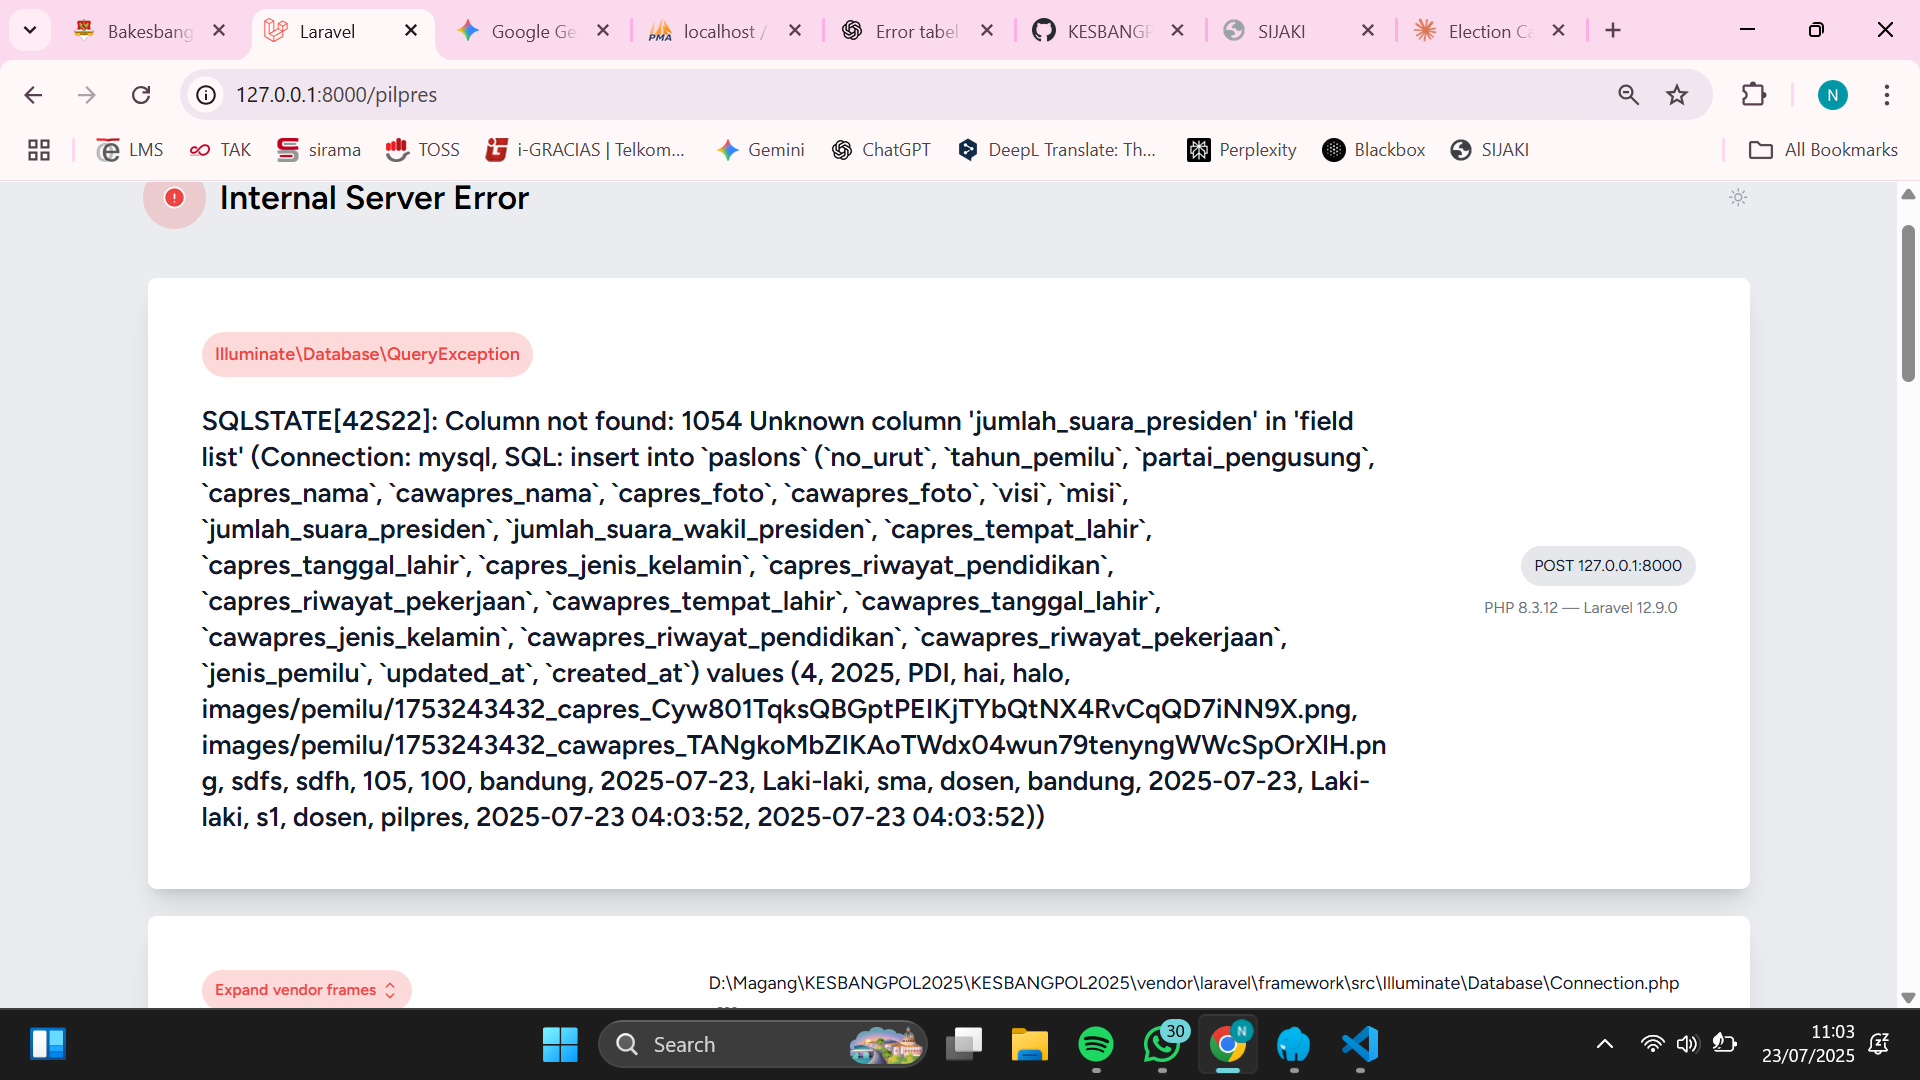 Bakesbang
Laravel
Google Ge
localhost /
Error tabel
KESBANGP
SIJAKI
Election Ca
127.0.0.1:8000/pilpres
N
LMS
TAK
sirama
TOSS
i-GRACIAS | Telkom...
Gemini
ChatGPT
DeepL Translate: Th...
Perplexity
Blackbox
SIJAKI
All Bookmarks
Internal Server Error
Illuminate\Database\QueryException
SQLSTATE[42S22]: Column not found: 1054 Unknown column 'jumlah_suara_presiden' in 'field
list' (Connection: mysql, SQL: insert into `paslons` (`no_urut`, `tahun_pemilu`, `partai_pengusung`,
`capres_nama`, `cawapres_nama`, `capres_foto`, `cawapres_foto`, `visi`, `misi`,
`jumlah_suara_presiden`, `jumlah_suara_wakil_presiden`, `capres_tempat_lahir`,
`capres_tanggal_lahir`, `capres_jenis_kelamin`, `capres_riwayat_pendidikan`,
`capres_riwayat_pekerjaan`, `cawapres_tempat_lahir`, `cawapres_tanggal_lahir`,
`cawapres_jenis_kelamin`, `cawapres_riwayat_pendidikan`, `cawapres_riwayat_pekerjaan`,
`jenis_pemilu`, `updated_at`, `created_at`) values (4, 2025, PDI, hai, halo,
images/pemilu/1753243432_capres_Cyw801TqksQBGptPEIKjTYbQtNX4RvCqQD7iNN9X.png,
images/pemilu/1753243432_cawapres_TANgkoMbZIKAoTWdx04wun79tenyngWWcSpOrXIH.pn
g, sdfs, sdfh, 105, 100, bandung, 2025-07-23, Laki-laki, sma, dosen, bandung, 2025-07-23, Laki-
laki, s1, dosen, pilpres, 2025-07-23 04:03:52, 2025-07-23 04:03:52))
POST 127.0.0.1:8000
PHP 8.3.12 — Laravel 12.9.0
Expand vendor frames
D:\Magang\KESBANGPOL2025\KESBANGPOL2025\vendor\laravel\framework\src\Illuminate\Database\Connection.php
Search
30
N
11:03
23/07/2025